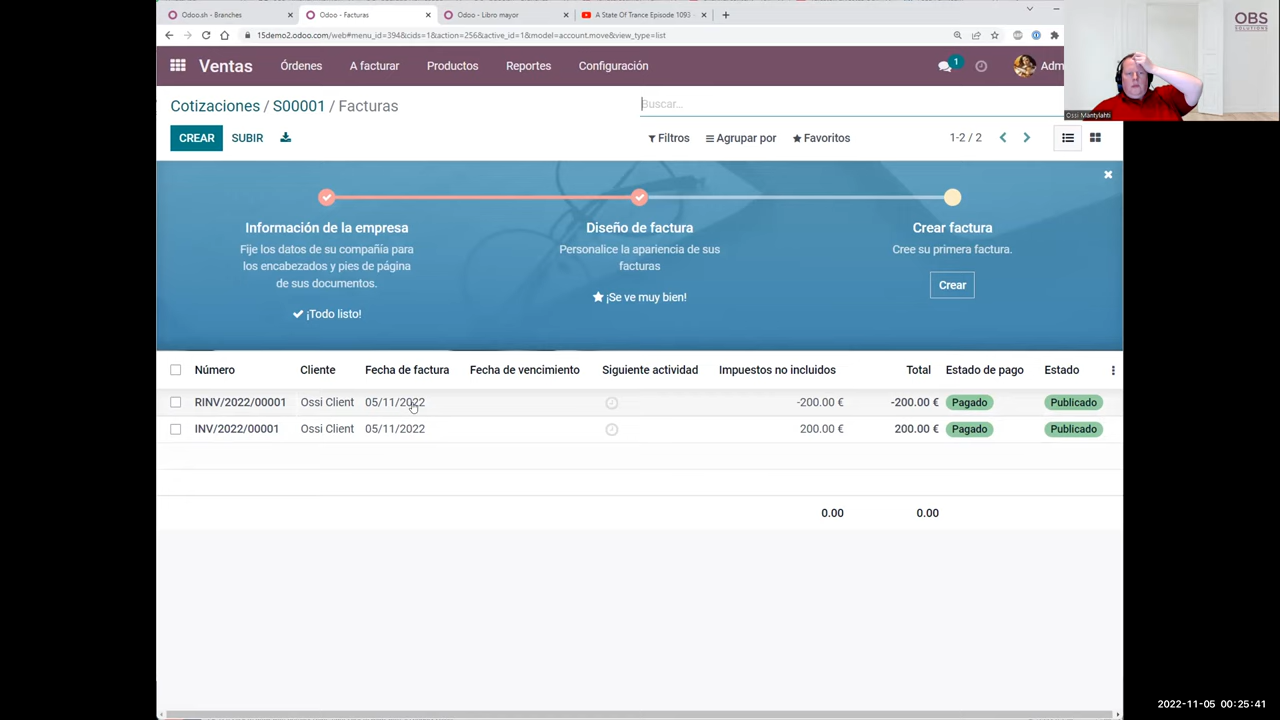 Odoo.sh - Branches
Odoo - Facturas
Odoo - Libro mayor
A State Of Trance Episode 1093
15demo2.odoo.com/web#menu_id=394&cids=1&action=256&active_id=1&model=account.move&view_type=list
OBS
SOLUTIONS
Ventas
Órdenes
A facturar
Productos
Reportes
Configuración
1
Adm
Ossi Mäntylahti
Cotizaciones / S00001 / Facturas
Buscar...
CREAR
SUBIR
Filtros
Agrupar por
Favoritos
1-2 / 2
Información de la empresa
Fije los datos de su compañía para
los encabezados y pies de página
de sus documentos.
¡Todo listo!
Diseño de factura
Personalice la apariencia de sus
facturas
¡Se ve muy bien!
Crear factura
Cree su primera factura.
Crear
Número Cliente Fecha de factura Fecha de vencimiento Siguiente actividad Impuestos no incluidos Total Estado de pago Estado
RINV/2022/00001 Ossi Client 05/11/2022 -200.00 € -200.00 € Pagado Publicado
INV/2022/00001 Ossi Client 05/11/2022 200.00 € 200.00 € Pagado Publicado
0.00 0.00
2022-11-05 00:25:41